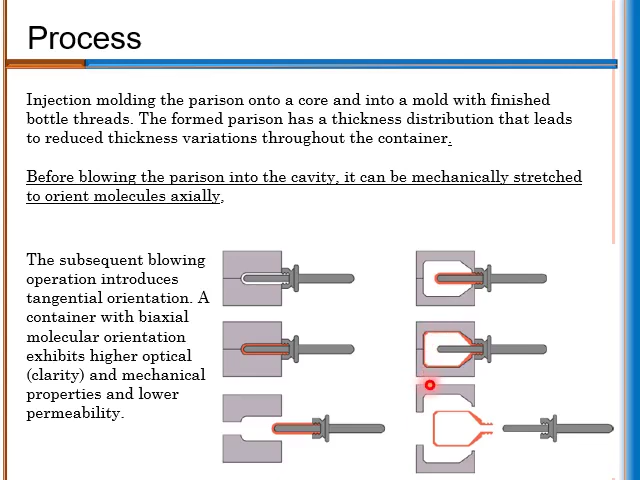 Process
Injection molding the parison onto a core and into a mold with finished
bottle threads. The formed parison has a thickness distribution that leads
to reduced thickness variations throughout the container.
Before blowing the parison into the cavity, it can be mechanically stretched
to orient molecules axially,
The subsequent blowing
operation introduces
tangential orientation. A
container with biaxial
molecular orientation
exhibits higher optical
(clarity) and mechanical
properties and lower
permeability.